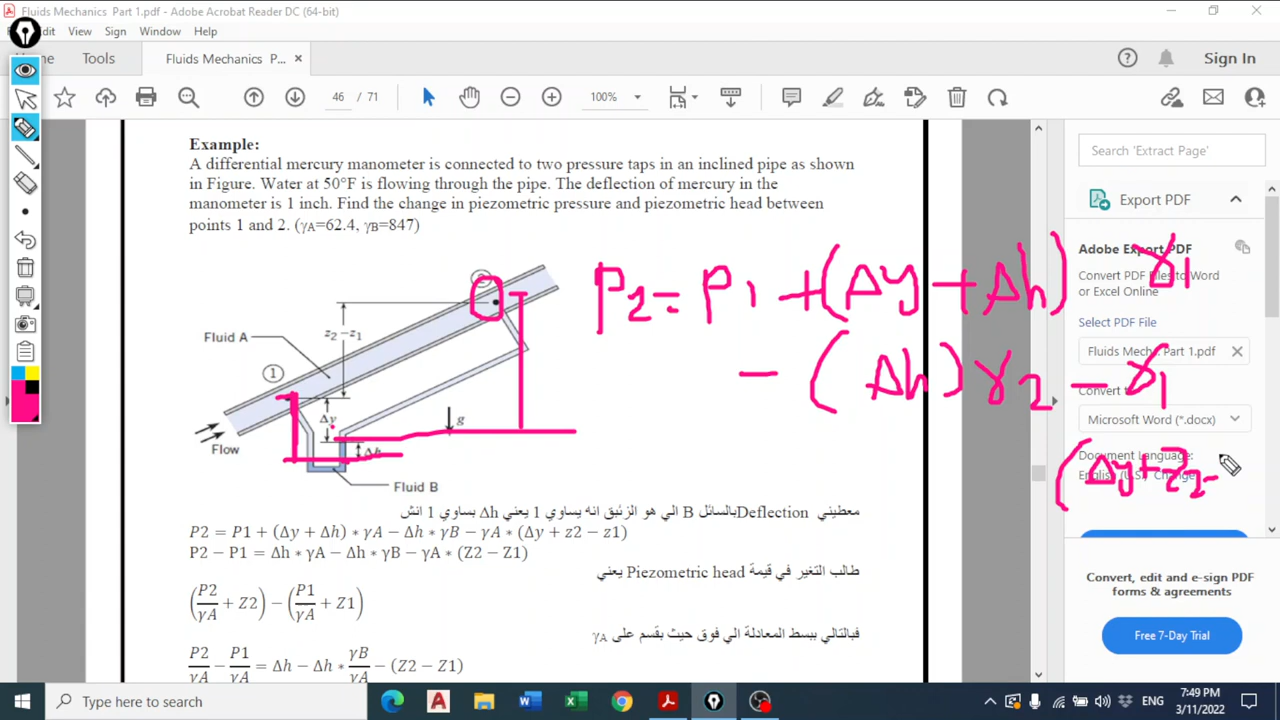 Fluids Mechanics Part 1.pdf - Adobe Acrobat Reader DC (64-bit)
Edit View Sign Window Help
Tools
Fluids Mechanics P... ×
Sign In
46 / 71
100%
Example:
A differential mercury manometer is connected to two pressure taps in an inclined pipe as shown
in Figure. Water at 50°F is flowing through the pipe. The deflection of mercury in the
manometer is 1 inch. Find the change in piezometric pressure and piezometric head between
points 1 and 2. (γA=62.4, γB=847)
P2 = P1 + (Δy + Δh) γ1
- (Δh) γ2 - γ1
(Δy + Z2 -
Fluid A
z₂−z₁
1
Δy
g
Δh
Flow
Fluid B
معطيني Deflection بالسائل B الي هو الزئبق انه يساوي 1 يعني Δh يساوي 1 انش
P2 = P1 + (Δy + Δh) ∗ γA − Δh ∗ γB − γA ∗ (Δy + z2 − z1)
P2 − P1 = Δh ∗ γA − Δh ∗ γB − γA ∗ (Z2 − Z1)
طالب التغير في قيمة Piezometric head يعني
(P2/γA + Z2) − (P1/γA + Z1)
فبالتالي ببسط المعادلة الي فوق حيث بقسم على γA
P2/γA − P1/γA = Δh − Δh ∗ γB/γA − (Z2 − Z1)
Search 'Extract Page'
Export PDF
Adobe Export PDF
Convert PDF Files to Word
or Excel Online
Select PDF File
Fluids Mech Part 1.pdf ×
Convert to
Microsoft Word (*.docx)
Document Language:
English (U.S.) Change
Convert, edit and e-sign PDF
forms & agreements
Free 7-Day Trial
Type here to search
ENG
7:49 PM
3/11/2022